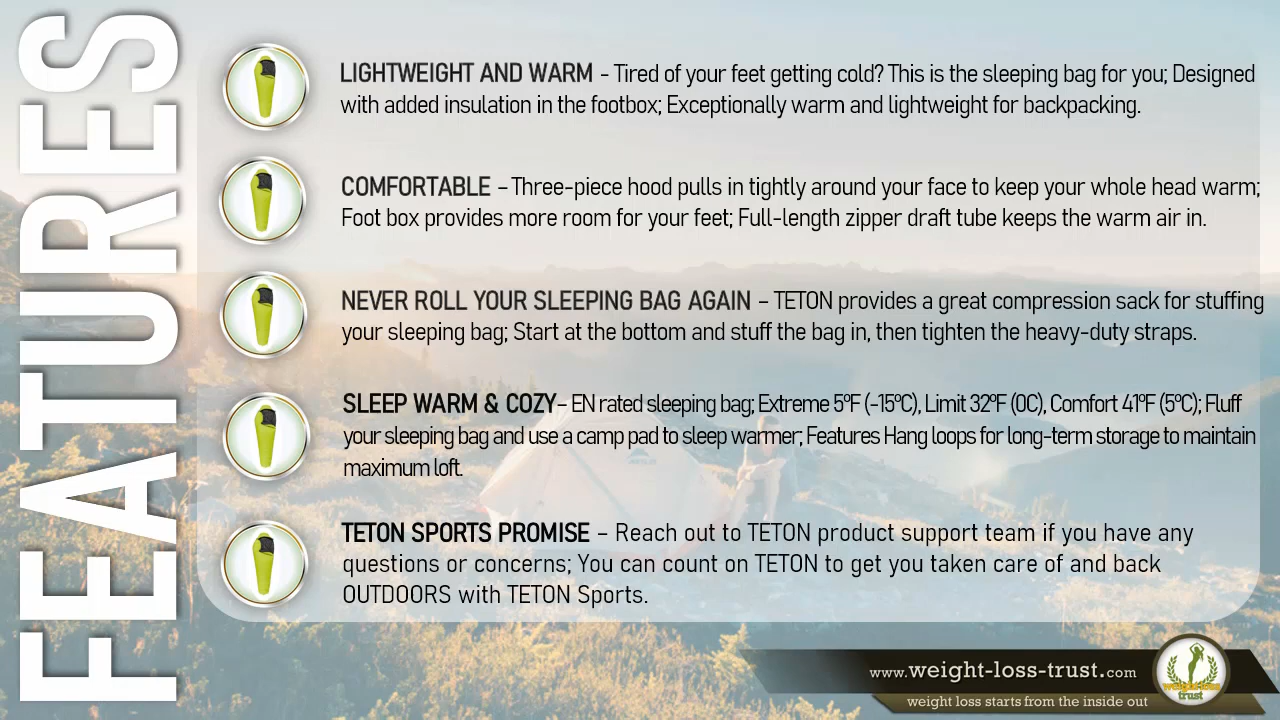 FEATURES
LIGHTWEIGHT AND WARM - Tired of your feet getting cold? This is the sleeping bag for you; Designed
with added insulation in the footbox; Exceptionally warm and lightweight for backpacking.
COMFORTABLE - Three-piece hood pulls in tightly around your face to keep your whole head warm;
Foot box provides more room for your feet; Full-length zipper draft tube keeps the warm air in.
NEVER ROLL YOUR SLEEPING BAG AGAIN - TETON provides a great compression sack for stuffing
your sleeping bag; Start at the bottom and stuff the bag in, then tighten the heavy-duty straps.
SLEEP WARM & COZY- EN rated sleeping bag; Extreme 5°F (-15°C), Limit 32°F (0C), Comfort 41°F (5°C); Fluff
your sleeping bag and use a camp pad to sleep warmer; Features Hang loops for long-term storage to maintain
maximum loft.
TETON SPORTS PROMISE - Reach out to TETON product support team if you have any
questions or concerns; You can count on TETON to get you taken care of and back
OUTDOORS with TETON Sports.
www.weight-loss-trust.com
weight loss starts from the inside out
weight loss
trust